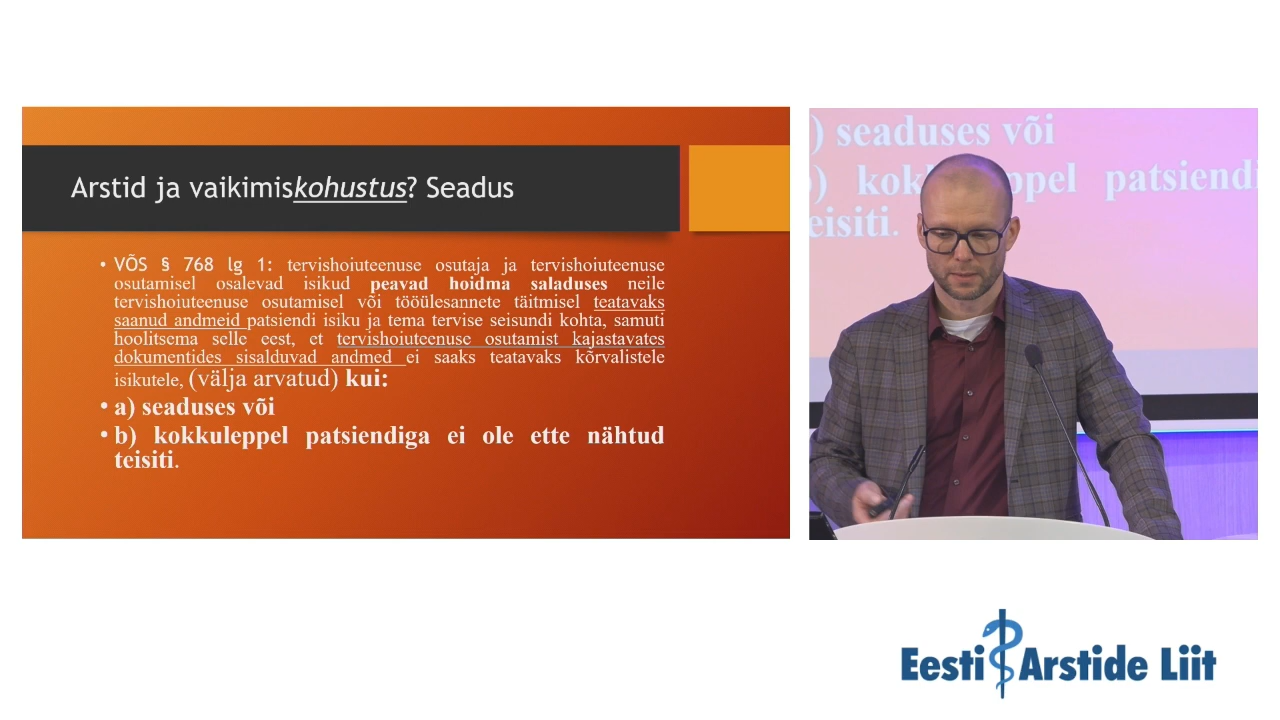 Arstid ja vaikimiskohustus? Seadus
• VÕS § 768 lg 1: tervishoiuteenuse osutaja ja tervishoiuteenuse
osutamisel osalevad isikud peavad hoidma saladuses neile
tervishoiuteenuse osutamisel või tööülesannete täitmisel teatavaks
saanud andmeid patsiendi isiku ja tema tervise seisundi kohta, samuti
hoolitsema selle eest, et tervishoiuteenuse osutamist kajastavates
dokumentides sisalduvad andmed ei saaks teatavaks kõrvalistele
isikutele, (välja arvatud) kui:
• a) seaduses või
• b) kokkuleppel patsiendiga ei ole ette nähtud
teisiti.
) seaduses või
) kokkuleppel patsiendi
eisiti.
Eesti Arstide Liit